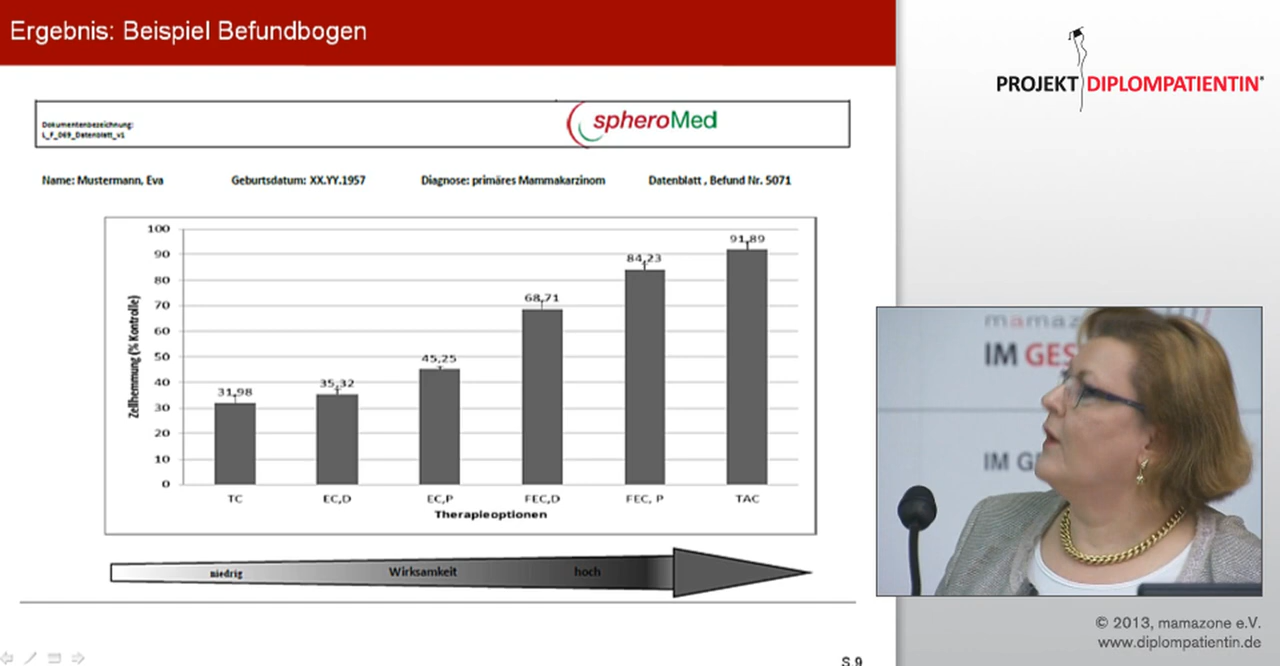 Ergebnis: Beispiel Befundbogen
PROJEKT DIPLOMPATIENTIN®
Dokumentenbezeichnung:
L_F_069_Datenblatt_v1
spheroMed
Name: Mustermann, Eva Geburtsdatum: XX.YY.1957 Diagnose: primäres Mammakarzinom Datenblatt , Befund Nr. 5071
Zellhemmung (% Kontrolle)
100
90
80
70
60
50
40
30
20
10
0
31,98 35,32 45,25 68,71 84,23 91,89
TC EC,D EC,P FEC,D FEC, P TAC
Therapieoptionen
niedrig Wirksamkeit hoch
S.9
mamaz
IM GES
IM G
© 2013, mamazone e.V.
www.diplompatientin.de